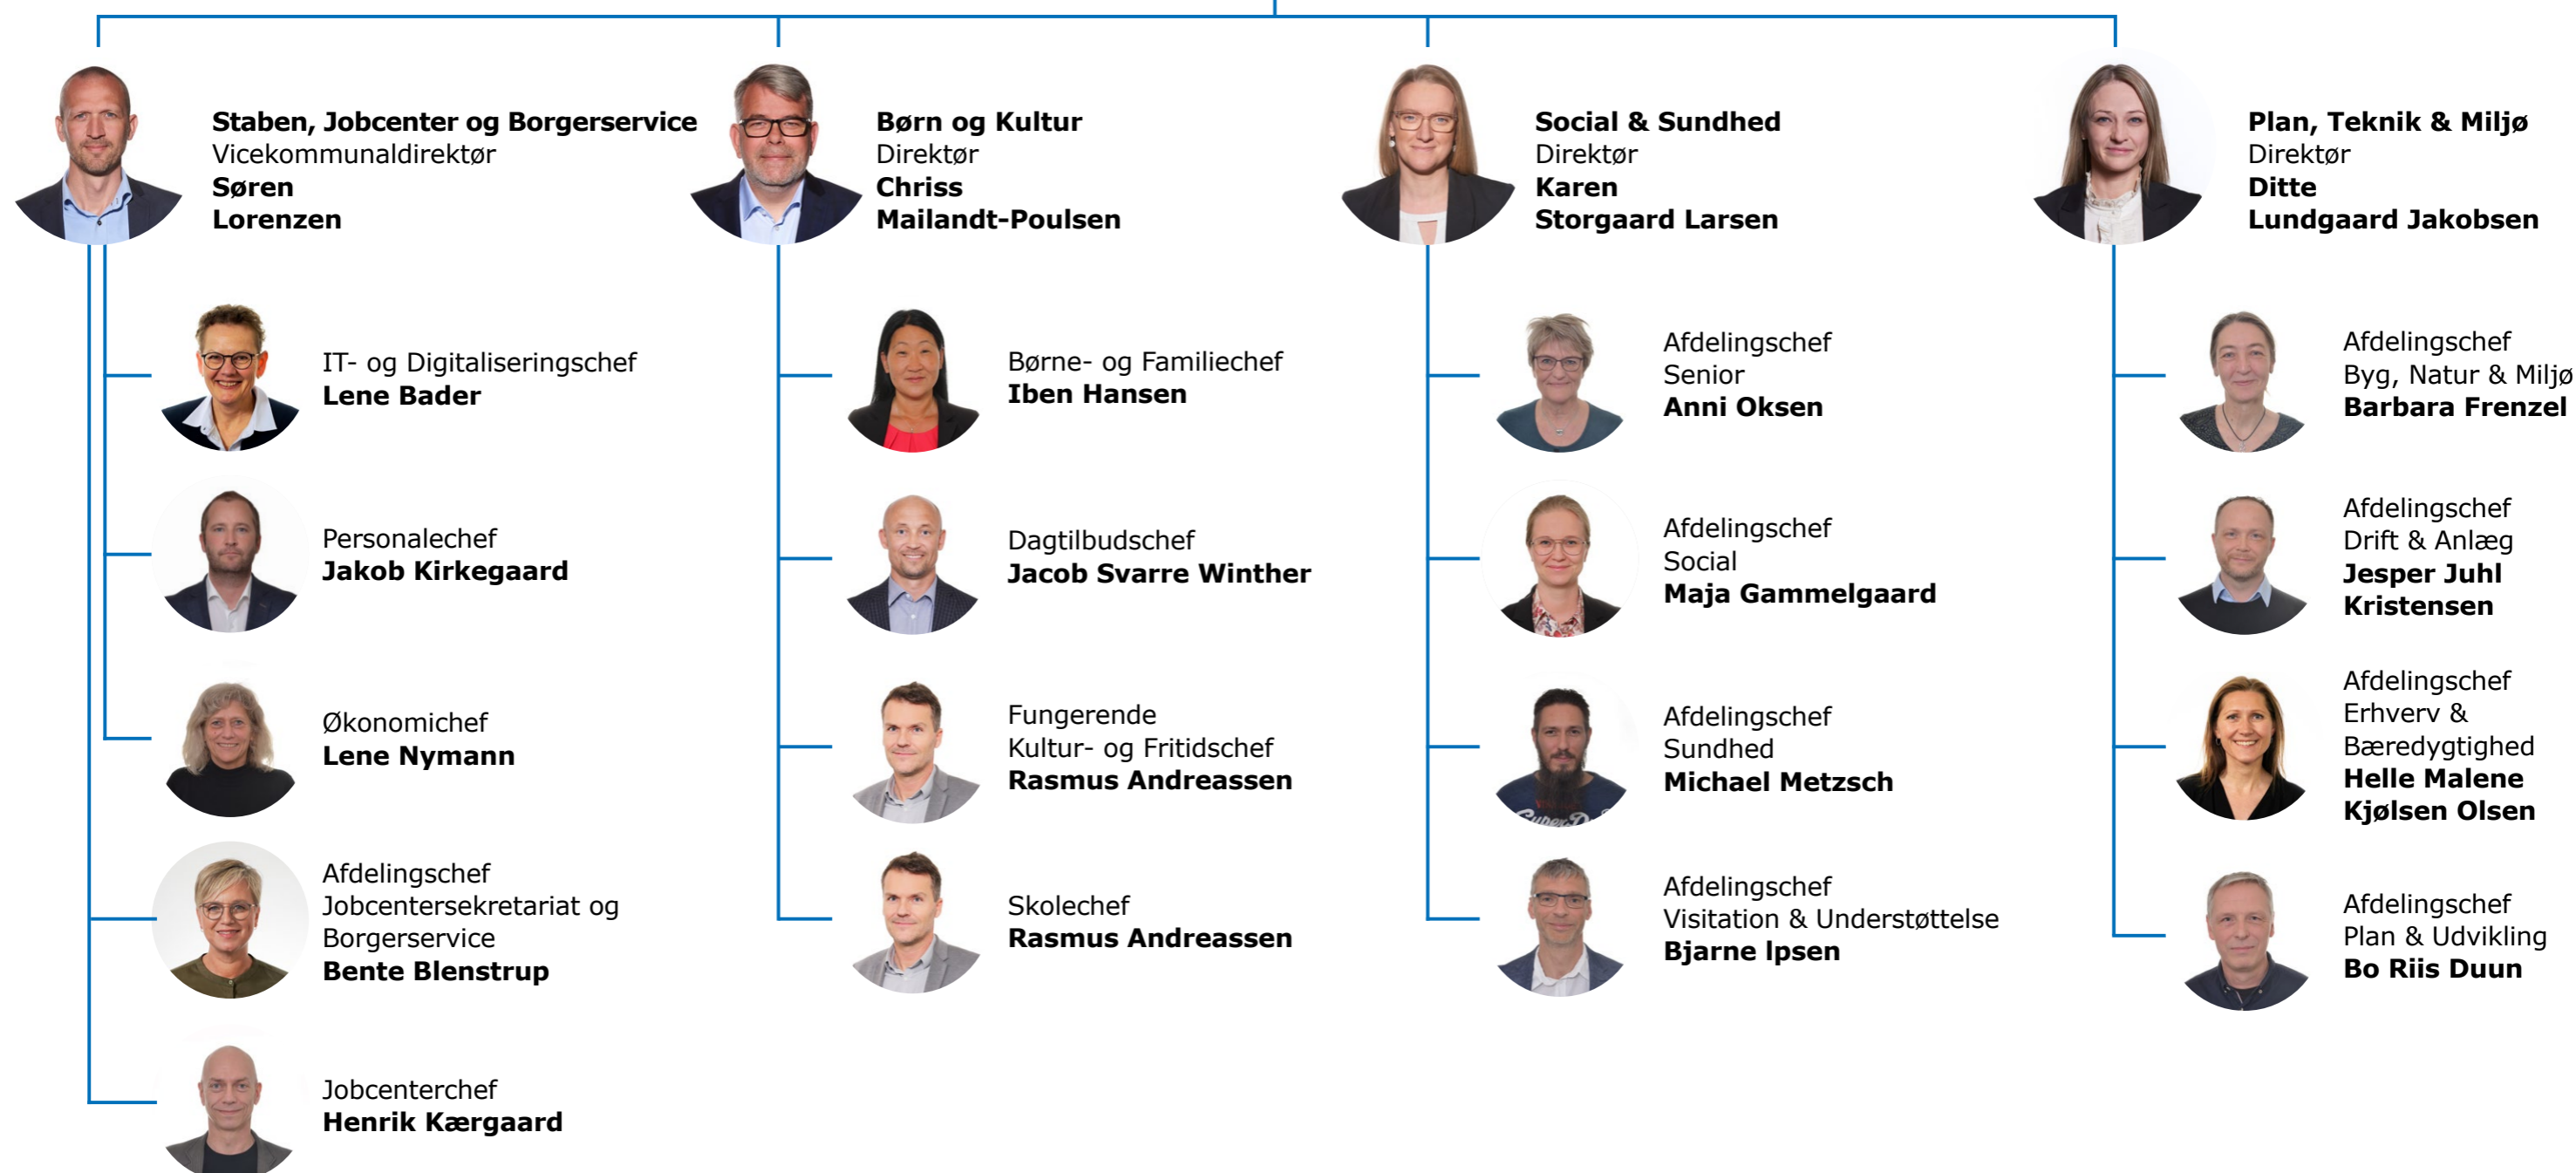 Staben, Jobcenter og Borgerservice
Vicekommunaldirektør
Søren
Lorenzen
IT- og Digitaliseringschef
Lene Bader
Personalechef
Jakob Kirkegaard
Økonomichef
Lene Nymann
Afdelingschef
Jobcentersekretariat og
Borgerservice
Bente Blenstrup
Jobcenterchef
Henrik Kærgaard
Børn og Kultur
Direktør
Chriss
Mailandt-Poulsen
Børne- og Familiechef
Iben Hansen
Dagtilbudschef
Jacob Svarre Winther
Fungerende
Kultur- og Fritidschef
Rasmus Andreassen
Skolechef
Rasmus Andreassen
Social & Sundhed
Direktør
Karen
Storgaard Larsen
Afdelingschef
Senior
Anni Oksen
Afdelingschef
Social
Maja Gammelgaard
Afdelingschef
Sundhed
Michael Metzsch
Afdelingschef
Visitation & Understøttelse
Bjarne Ipsen
Plan, Teknik & Miljø
Direktør
Ditte
Lundgaard Jakobsen
Afdelingschef
Byg, Natur & Miljø
Barbara Frenzel
Afdelingschef
Drift & Anlæg
Jesper Juhl
Kristensen
Afdelingschef
Erhverv &
Bæredygtighed
Helle Malene
Kjølsen Olsen
Afdelingschef
Plan & Udvikling
Bo Riis Duun